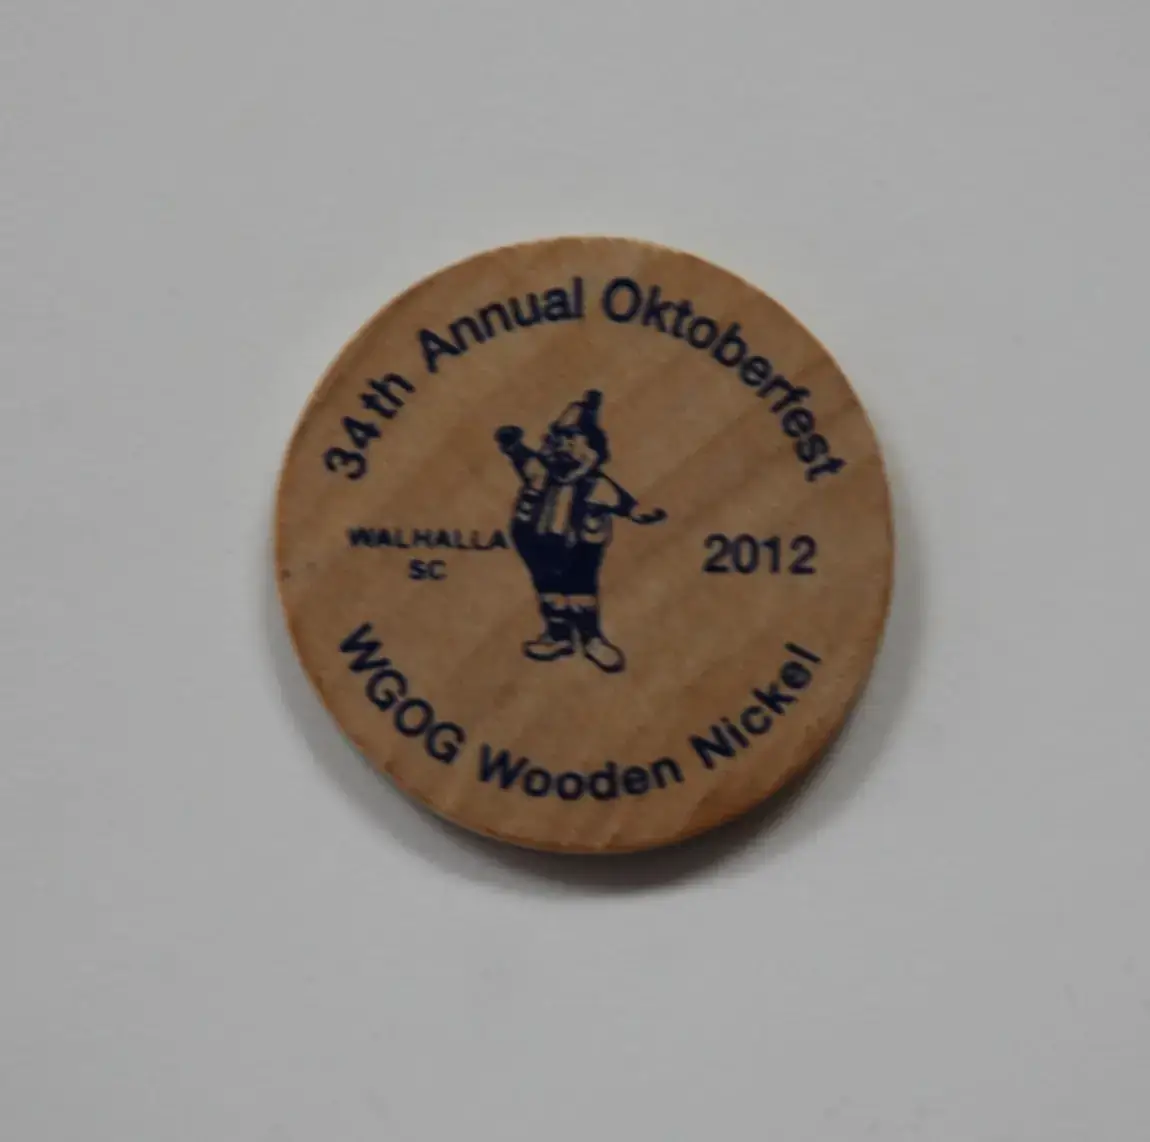 34th Annual Oktoberfest
WALHALLA
SC
2012
WGOG Wooden Nickel